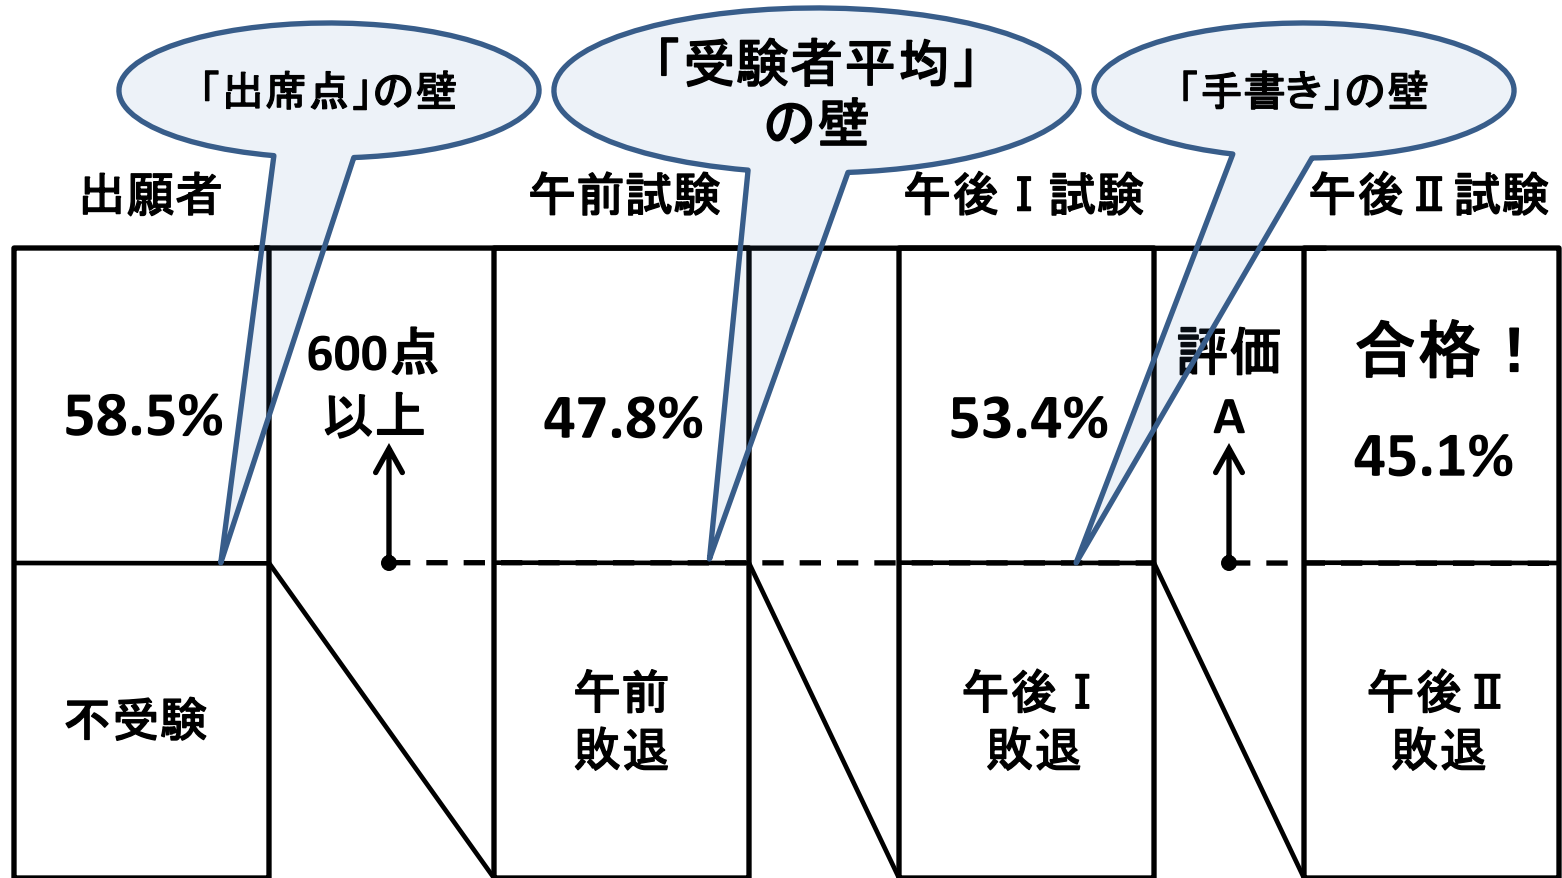 「出席点」の壁
「受験者平均」
の壁
「手書き」の壁
出願者
午前試験
午後Ⅰ試験
午後Ⅱ試験
58.5%
600点
以上
47.8%
53.4%
評価
A
合格！
45.1%
不受験
午前
敗退
午後Ⅰ
敗退
午後Ⅱ
敗退